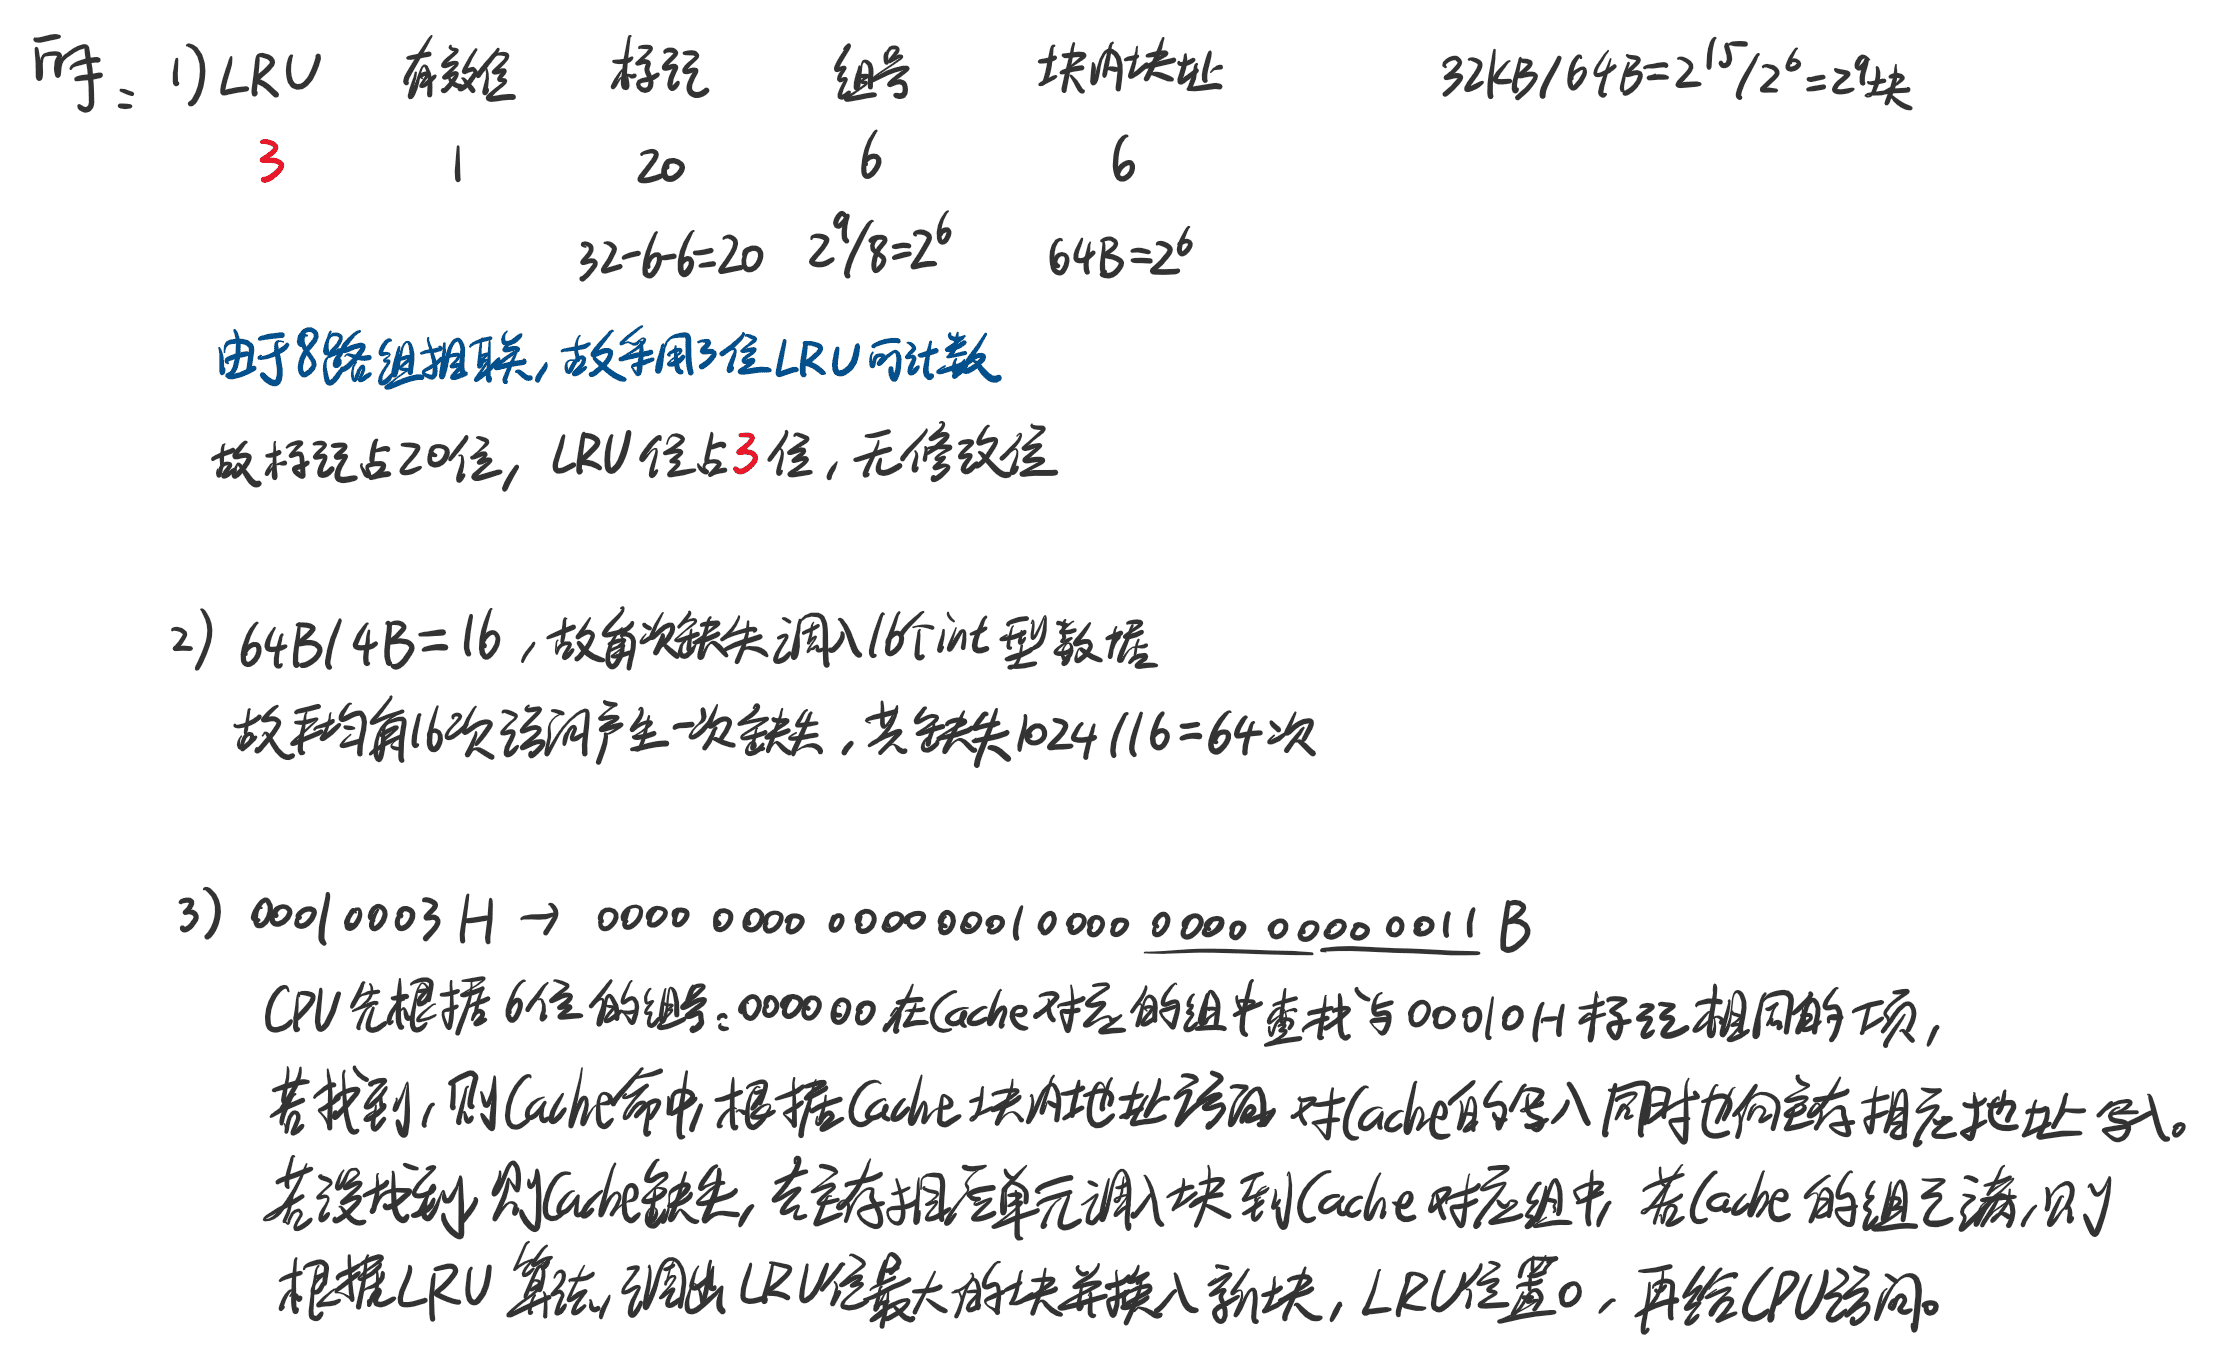 解: 1) LRU 有效位 标记 组号 块内块址 32KB/64B=2^15/2^6=2^9块
3 1 20 6 6
32-6-6=20 2^9/8=2^6 64B=2^6
由于8路组相联,故采用3位LRU可计数
故标记占20位, LRU位占3位,无修改位
2) 64B/4B=16,故每次缺失调入16个int型数据
故平均每16次访问产生一次缺失,共缺失1024/16=64次
3) 00010003H → 0000 0000 0000 0001 0000 0000 0000 0011 B
CPU先根据6位的组号:000000在Cache对应的组中查找与00010H标记相同的项,
若找到,则Cache命中,根据Cache块内地址访问,对Cache的写入同时也向主存相应地址写入。
若没找到,则Cache缺失,去主存相应单元调入块到Cache对应组中,若Cache的组已满,则
根据LRU算法,调出LRU位最大的块并换入新块,LRU位置0,再给CPU访问。